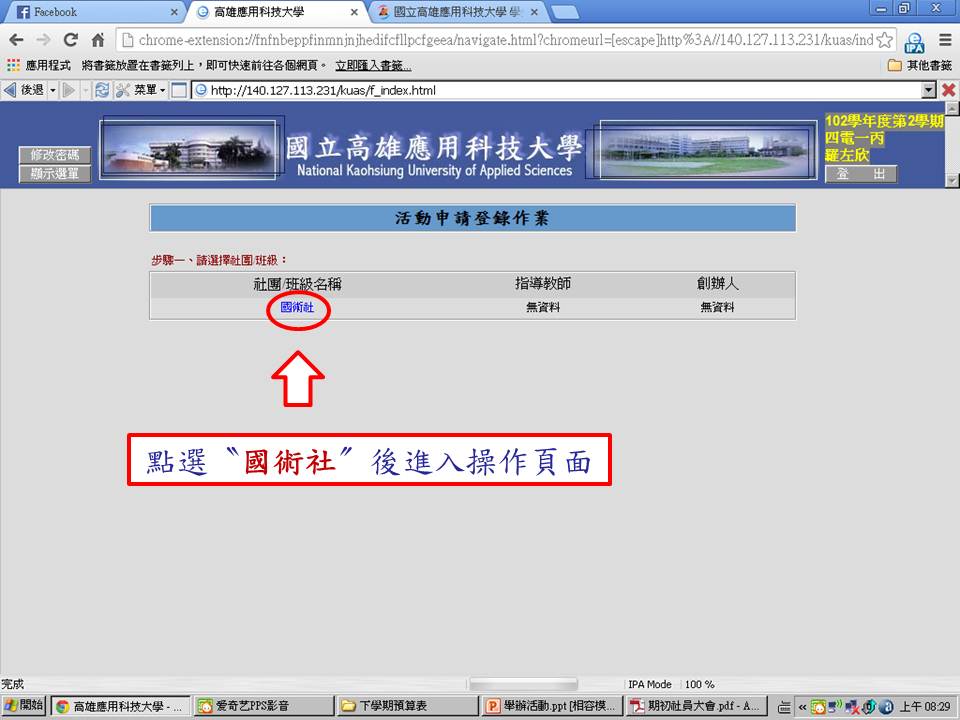 Facebook
高雄應用科技大學
國立高雄應用科技大學 學
chrome-extension://fnfnbeppfinmnjnjhedifcfllpcfgeea/navigate.html?chromeurl=[escape]http%3A//140.127.113.231/kuas/ind
IPA
應用程式 將書籤放置在書籤列上，即可快速前往各個網頁。 立即匯入書籤... 其他書籤
後退 菜單 http://140.127.113.231/kuas/f_index.html
修改密碼
顯示選單
國立高雄應用科技大學
National Kaohsiung University of Applied Sciences
102學年度第2學期
四電一丙
羅左欣
登 出
活動申請登錄作業
步驟一、請選擇社團/班級：
社團/班級名稱 指導教師 創辦人
國術社 無資料 無資料
點選〝國術社〞後進入操作頁面
完成 IPA Mode 100 %
開始 高雄應用科技大學 - ... 爱奇艺PPS影音 下學期預算表 舉辦活動.ppt [相容模... 期初社員大會.pdf - A... 上午 08:29